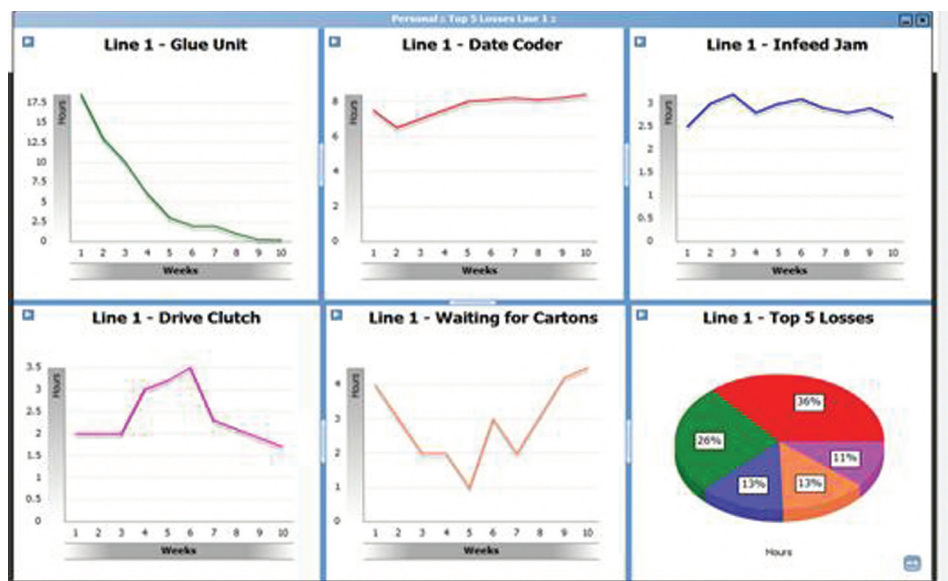 Personal :: Top 5 Losses Line 1 ::
Line 1 - Glue Unit
Hours
17.5
15
12.5
10
7.5
5
2.5
0
1 2 3 4 5 6 7 8 9 10
Weeks
Line 1 - Date Coder
Hours
8
6
4
2
0
1 2 3 4 5 6 7 8 9 10
Weeks
Line 1 - Infeed Jam
Hours
3
2.5
2
1.5
1
0.5
0
1 2 3 4 5 6 7 8 9 10
Weeks
Line 1 - Drive Clutch
Hours
3.5
3
2.5
2
1.5
1
0.5
0
1 2 3 4 5 6 7 8 9 10
Weeks
Line 1 - Waiting for Cartons
Hours
4
3
2
1
0
1 2 3 4 5 6 7 8 9 10
Weeks
Line 1 - Top 5 Losses
36%
26%
11%
13%
13%
Hours